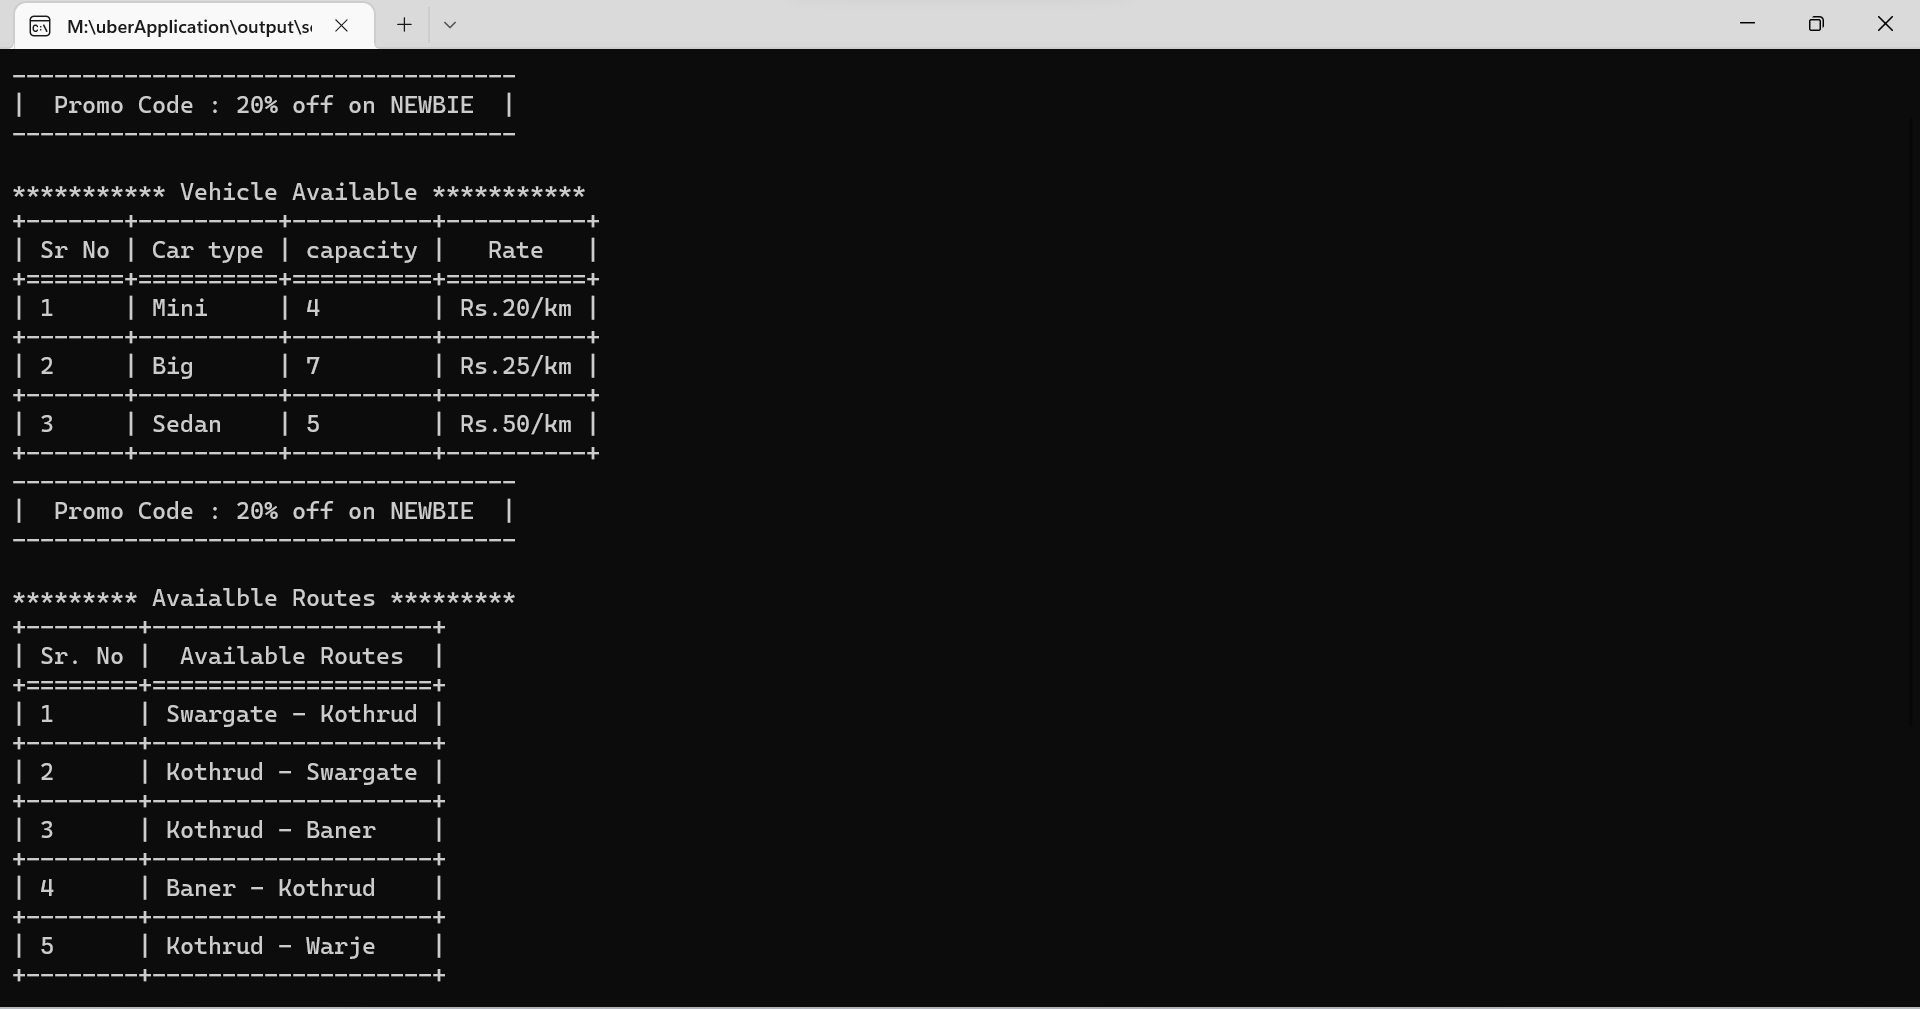 M:\uberApplication\output\s
------------------------------------
|  Promo Code : 20% off on NEWBIE  |
------------------------------------
*********** Vehicle Available ***********
+-------+----------+----------+----------+
| Sr No | Car type | capacity |   Rate   |
+=======+==========+==========+==========+
| 1     | Mini     | 4        | Rs.20/km |
+-------+----------+----------+----------+
| 2     | Big      | 7        | Rs.25/km |
+-------+----------+----------+----------+
| 3     | Sedan    | 5        | Rs.50/km |
+-------+----------+----------+----------+
------------------------------------
|  Promo Code : 20% off on NEWBIE  |
------------------------------------
********* Avaialble Routes *********
+--------+--------------------+
| Sr. No |  Available Routes  |
+========+====================+
| 1      | Swargate - Kothrud |
+--------+--------------------+
| 2      | Kothrud - Swargate |
+--------+--------------------+
| 3      | Kothrud - Baner    |
+--------+--------------------+
| 4      | Baner - Kothrud    |
+--------+--------------------+
| 5      | Kothrud - Warje    |
+--------+--------------------+